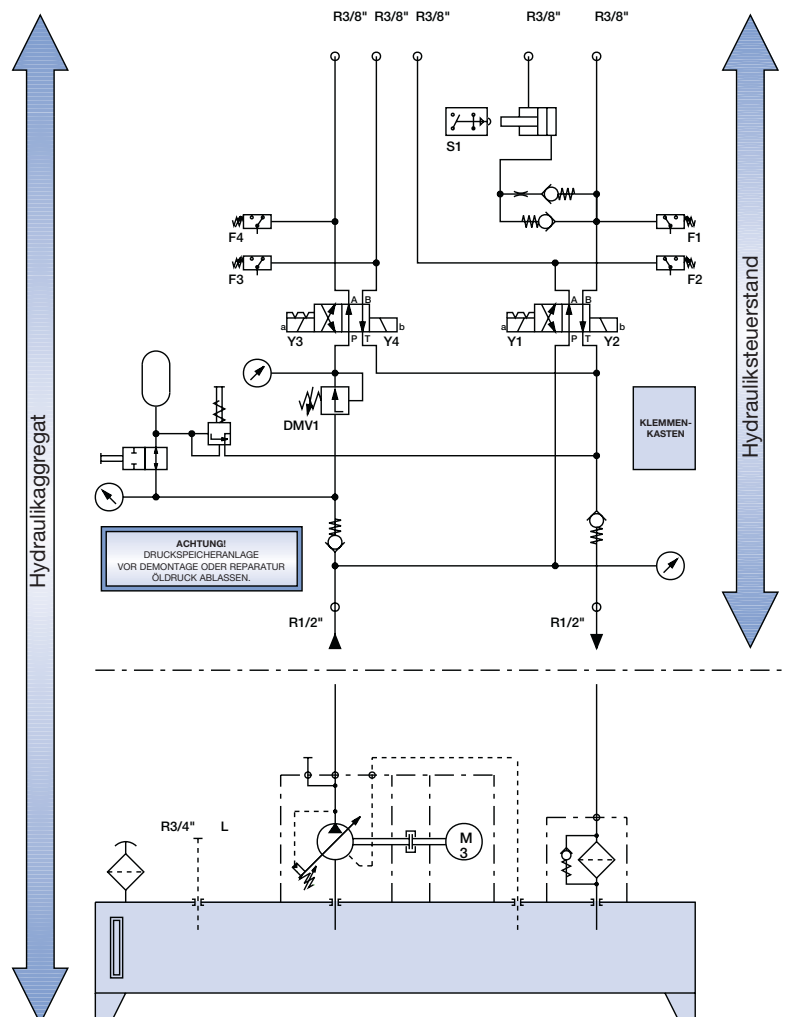 R3/8" R3/8" R3/8" R3/8" R3/8"
S1
F4
F1
F3
F2
A B
A B
a
b
a
b
P T
P T
Y3
Y4
Y1
Y2
DMV1
KLEMMEN-
KASTEN
Hydraulikaggregat
Hydrauliksteuerstand
ACHTUNG!
DRUCKSPEICHERANLAGE
VOR DEMONTAGE ODER REPARATUR
ÖLDRUCK ABLASSEN.
R1/2"
R1/2"
R3/4" L
M
3